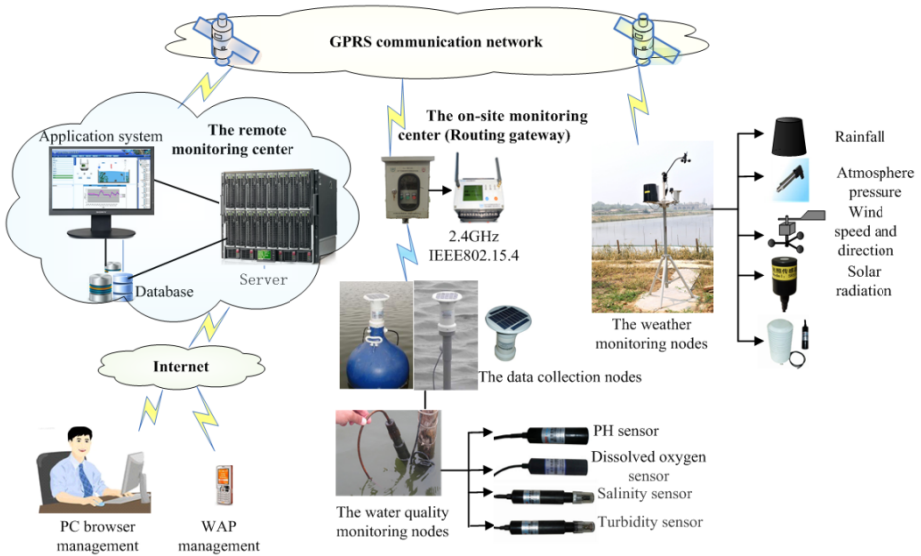 GPRS communication network
The on-site monitoring
center (Routing gateway)
Application system
The remote
monitoring center
Server
Database
2.4GHz
IEEE802.15.4
Rainfall
Atmosphere
pressure
Wind
speed and
direction
Solar
radiation
The weather
monitoring nodes
The data collection nodes
Internet
PC browser
management
WAP
management
The water quality
monitoring nodes
PH sensor
Dissolved oxygen
sensor
Salinity sensor
Turbidity sensor